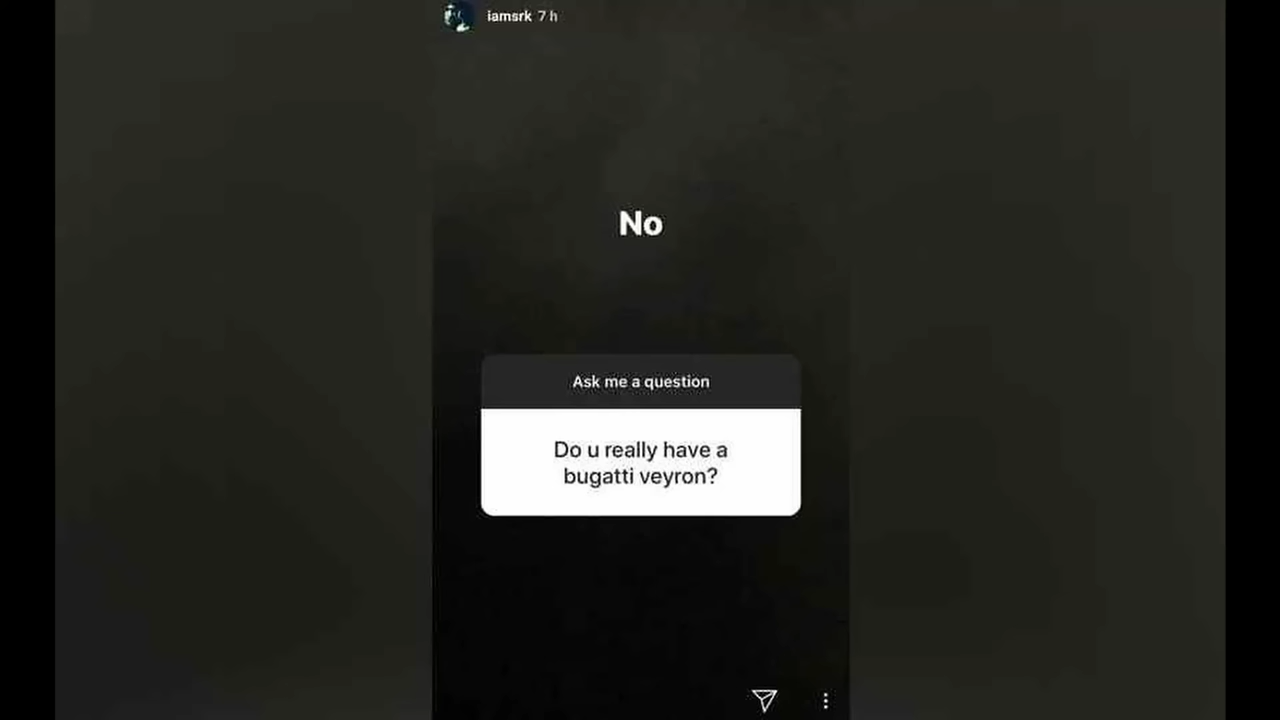 iamsrk 7 h
No
Ask me a question
Do u really have a
bugatti veyron?